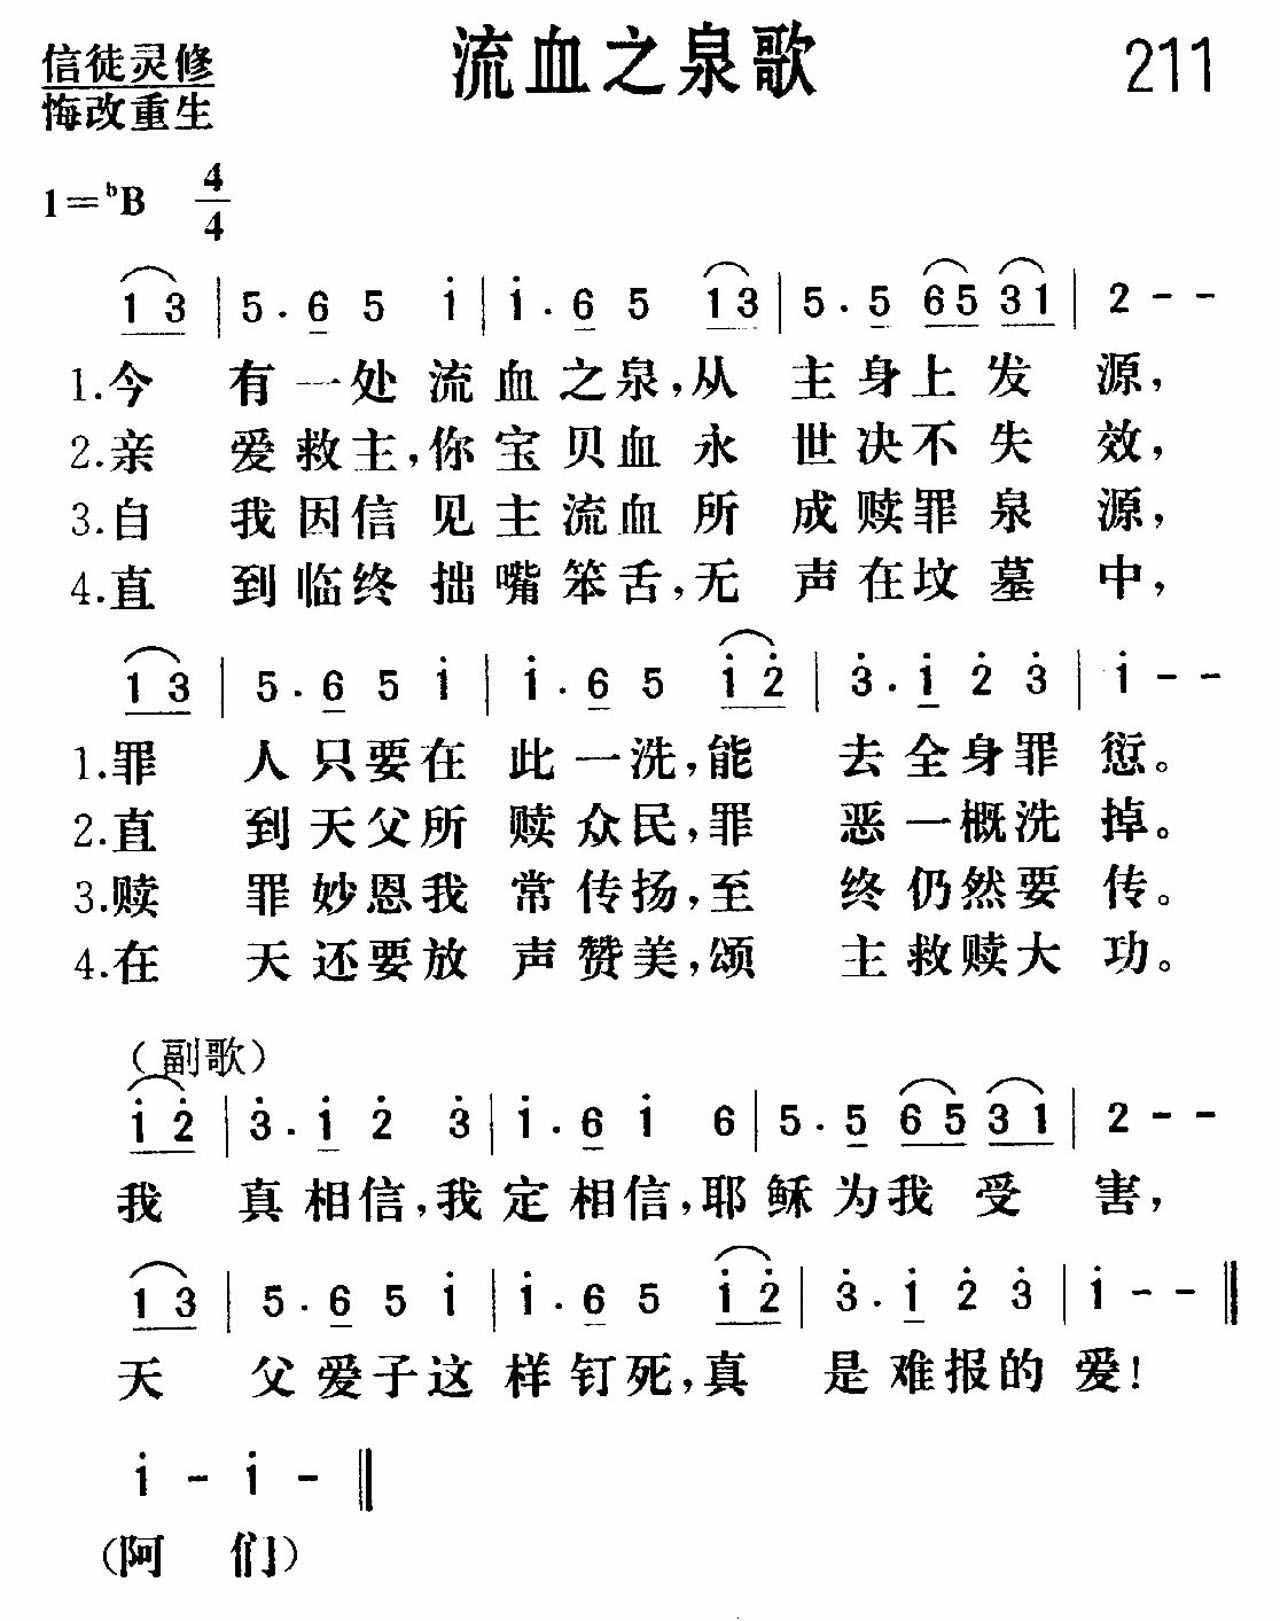 信徒灵修 流血之泉歌 211
悔改重生
1=ᵇB 4/4
1 3 | 5 . 6 5 i | i . 6 5 1 3 | 5 . 5 6 5 3 1 | 2 - -
1.今 有一处流血之泉,从 主身上发 源,
2.亲 爱救主,你宝贝血永 世决不失 效,
3.自 我因信见主流血所 成赎罪泉 源,
4.直 到临终拙嘴笨舌,无 声在坟墓 中,
1 3 | 5 . 6 5 i | i . 6 5 i 2̇ | 3̇ . i 2̇ 3̇ | i - -
1.罪 人只要在此一洗,能 去全身罪愆。
2.直 到天父所赎众民,罪 恶一概洗掉。
3.赎 罪妙恩我常传扬,至 终仍然要传。
4.在 天还要放声赞美,颂 主救赎大功。
(副歌)
i 2̇ | 3̇ . i 2̇ 3̇ | i . 6 i 6 | 5 . 5 6 5 3 1 | 2 - -
我 真相信,我定相信,耶稣为我受 害,
1 3 | 5 . 6 5 i | i . 6 5 i 2̇ | 3̇ . i 2̇ 3̇ | i - - ‖
天 父爱子这样钉死,真 是难报的爱!
i - i - ‖
(阿 们)